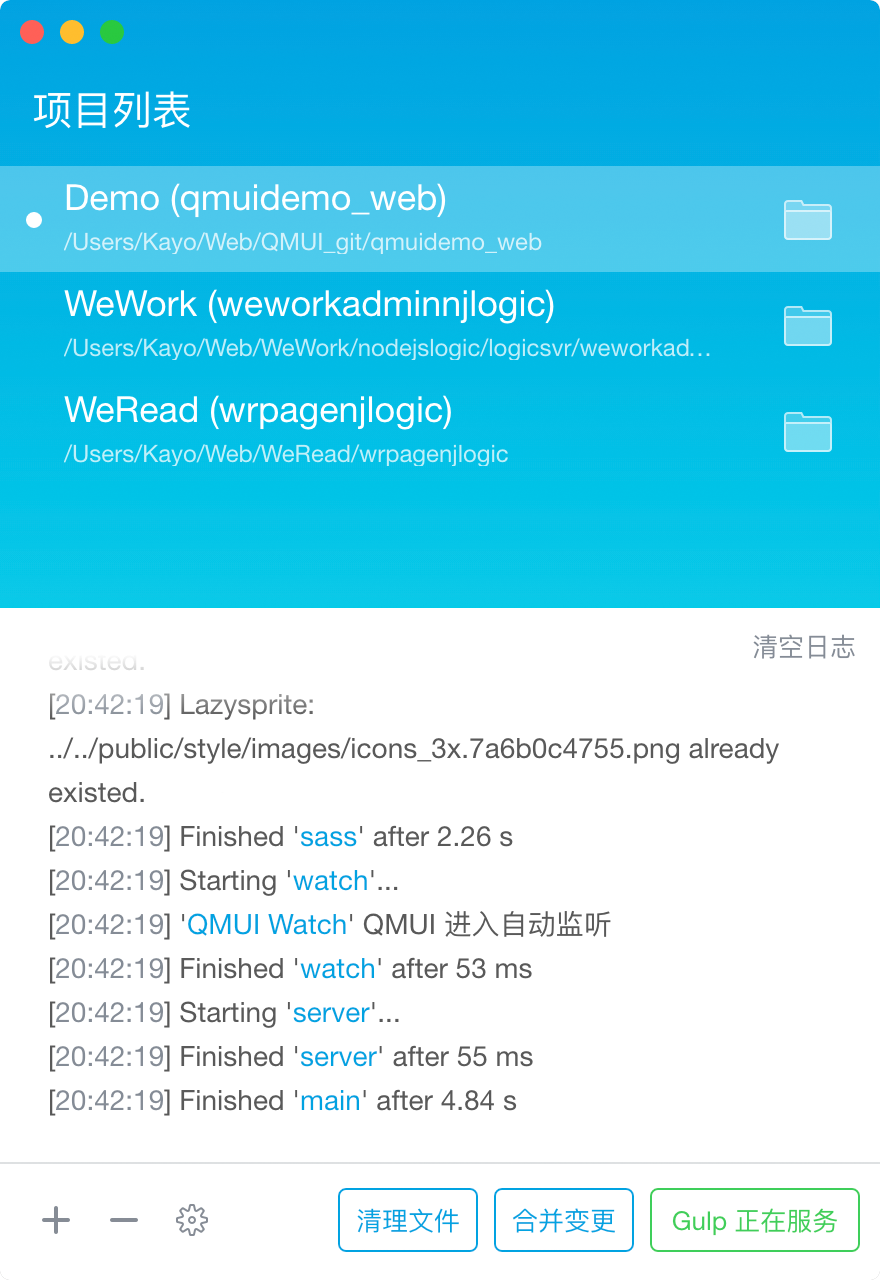 项目列表
Demo (qmuidemo_web)
/Users/Kayo/Web/QMUI_git/qmuidemo_web
WeWork (weworkadminnjlogic)
/Users/Kayo/Web/WeWork/nodejslogic/logicsvr/weworkad…
WeRead (wrpagenjlogic)
/Users/Kayo/Web/WeRead/wrpagenjlogic
清空日志
existed.
[20:42:19] Lazysprite:
../../public/style/images/icons_3x.7a6b0c4755.png already
existed.
[20:42:19] Finished 'sass' after 2.26 s
[20:42:19] Starting 'watch'...
[20:42:19] 'QMUI Watch' QMUI 进入自动监听
[20:42:19] Finished 'watch' after 53 ms
[20:42:19] Starting 'server'...
[20:42:19] Finished 'server' after 55 ms
[20:42:19] Finished 'main' after 4.84 s
清理文件
合并变更
Gulp 正在服务